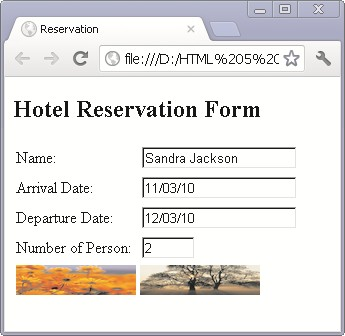 Reservation
file:///D:/HTML%205%20
Hotel Reservation Form
Name: Sandra Jackson
Arrival Date: 11/03/10
Departure Date: 12/03/10
Number of Person: 2